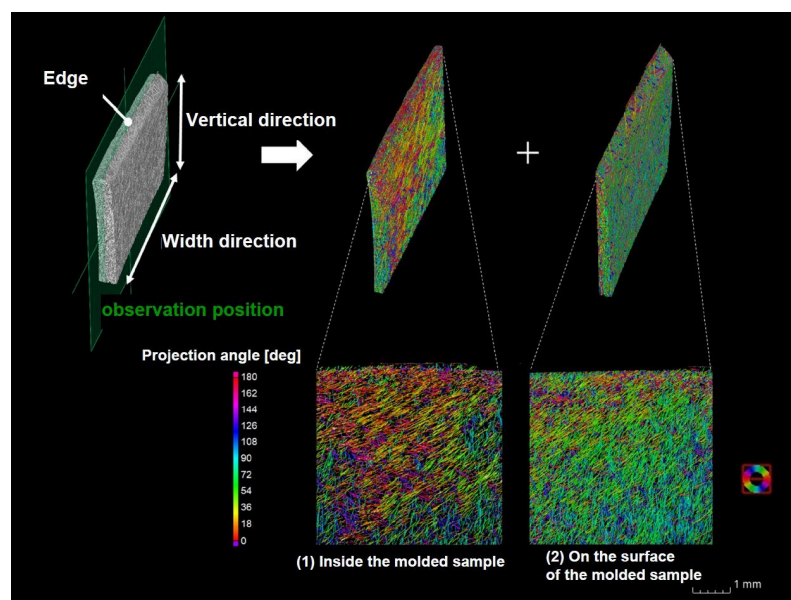 Edge
Vertical direction
Width direction
observation position
Projection angle [deg]
180
162
144
126
108
90
72
54
36
18
0
(1) Inside the molded sample
(2) On the surface
of the molded sample
1 mm